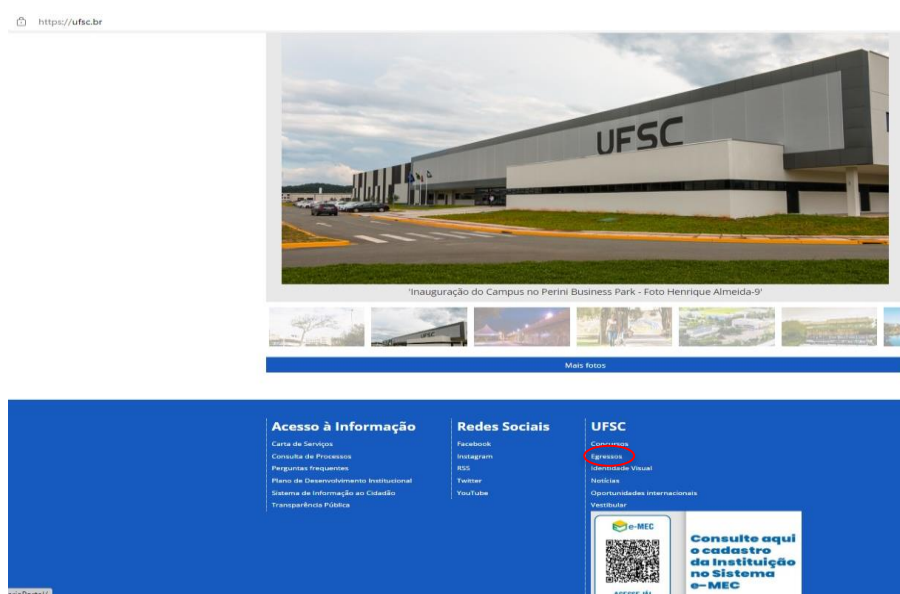 https://ufsc.br
UFSC
'Inauguração do Campus no Perini Business Park - Foto Henrique Almeida-9'
Mais fotos
Acesso à Informação
Carta de Serviços
Consulta de Processos
Perguntas frequentes
Plano de Desenvolvimento Institucional
Sistema de Informação ao Cidadão
Transparência Pública
Redes Sociais
Facebook
Instagram
RSS
Twitter
YouTube
UFSC
Concursos
Egressos
Identidade Visual
Notícias
Oportunidades internacionais
Vestibular
e-MEC
Consulte aqui
o cadastro
da Instituição
no Sistema
e-MEC
ACESSE JÁ!